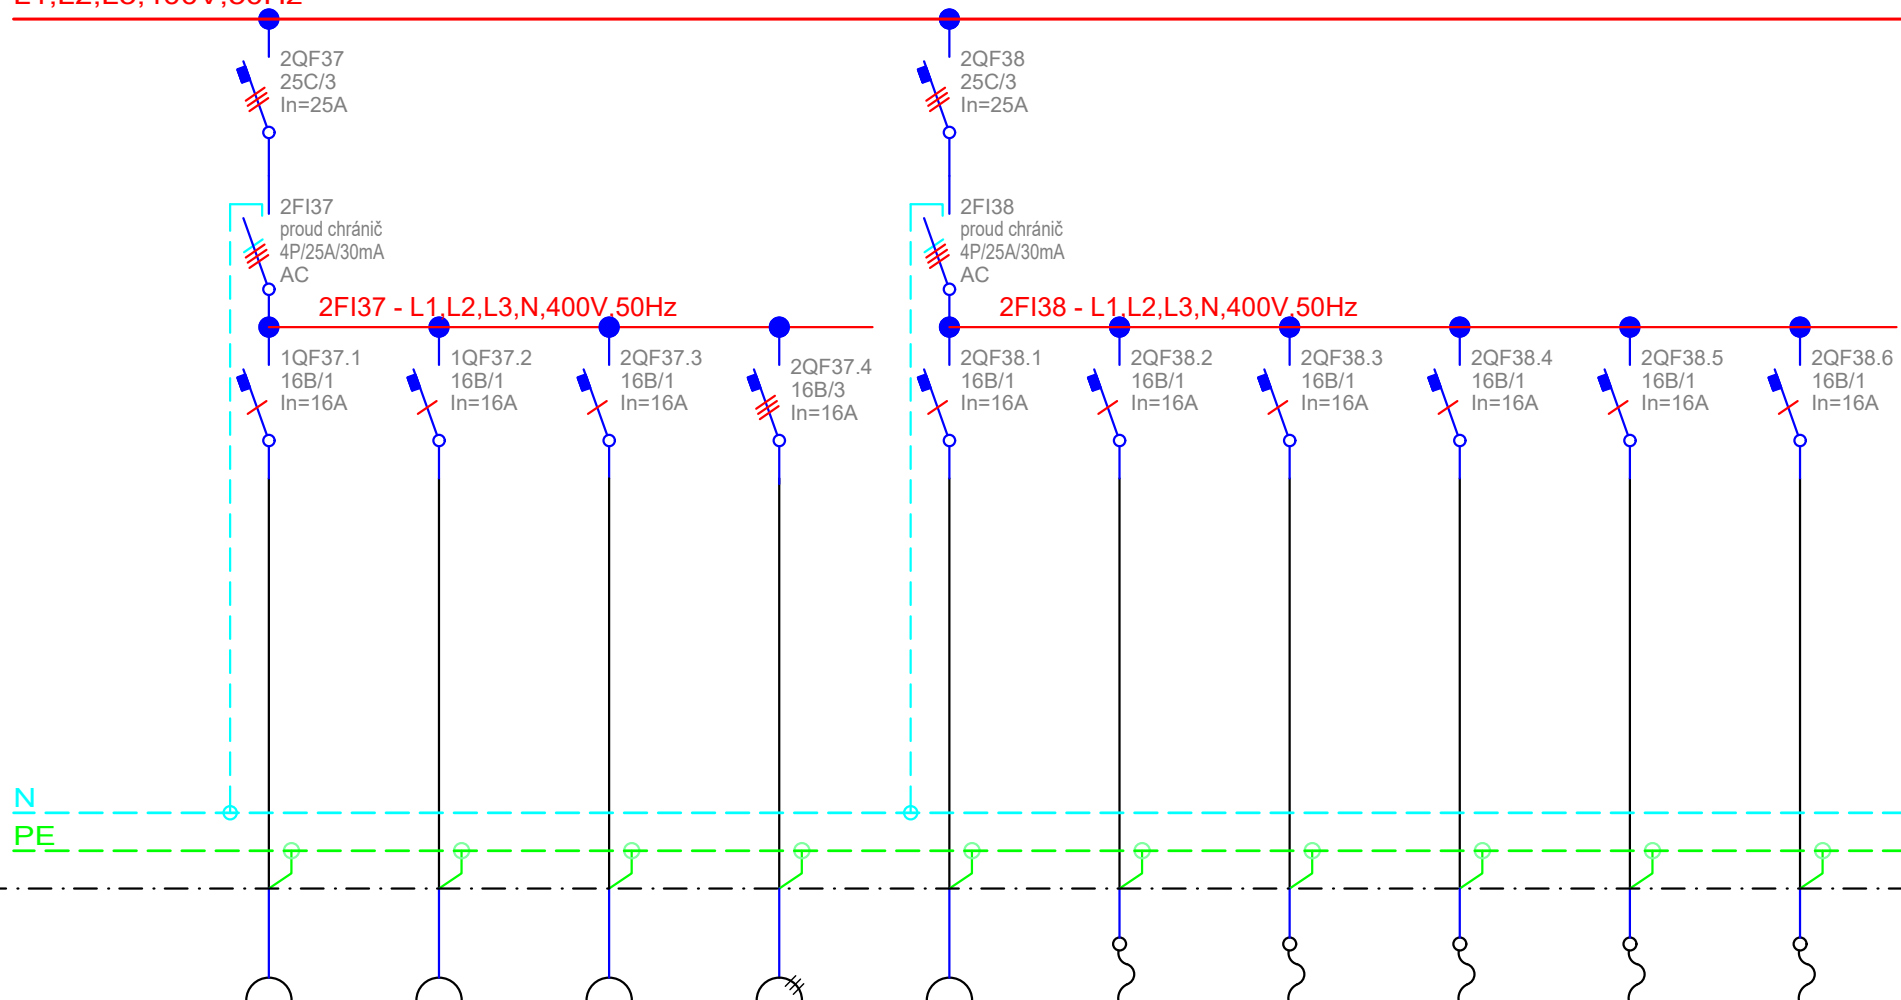 L1,L2,L3,400V,50Hz
2QF37
25C/3
In=25A
2QF38
25C/3
In=25A
2FI37
proud chránič
4P/25A/30mA
AC
2FI38
proud chránič
4P/25A/30mA
AC
2FI37 - L1,L2,L3,N,400V,50Hz
2FI38 - L1,L2,L3,N,400V,50Hz
1QF37.1
16B/1
In=16A
1QF37.2
16B/1
In=16A
2QF37.3
16B/1
In=16A
2QF37.4
16B/3
In=16A
2QF38.1
16B/1
In=16A
2QF38.2
16B/1
In=16A
2QF38.3
16B/1
In=16A
2QF38.4
16B/1
In=16A
2QF38.5
16B/1
In=16A
2QF38.6
16B/1
In=16A
N
PE